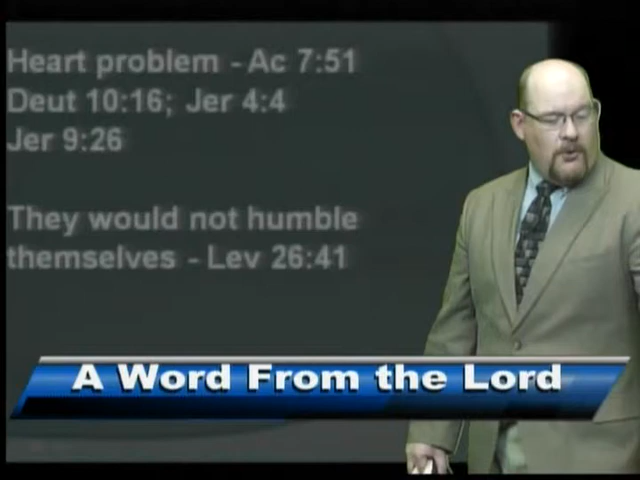 Heart problem - Ac 7:51
Deut 10:16; Jer 4:4
Jer 9:26
They would not humble
themselves - Lev 26:41
A Word From the Lord